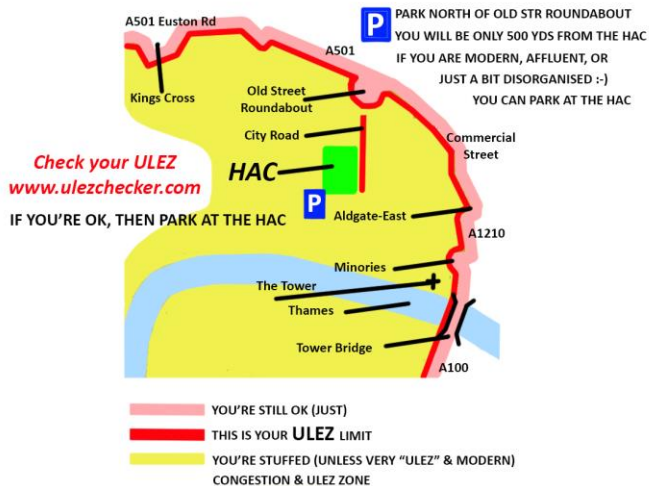 A501 Euston Rd
P
PARK NORTH OF OLD STR ROUNDABOUT
YOU WILL BE ONLY 500 YDS FROM THE HAC
IF YOU ARE MODERN, AFFLUENT, OR
JUST A BIT DISORGANISED :-)
YOU CAN PARK AT THE HAC
A501
Kings Cross
Old Street
Roundabout
City Road
Commercial
Street
Check your ULEZ
www.ulezchecker.com
IF YOU'RE OK, THEN PARK AT THE HAC
HAC
P
Aldgate-East
A1210
Minories
The Tower
Thames
Tower Bridge
A100
YOU'RE STILL OK (JUST)
THIS IS YOUR ULEZ LIMIT
YOU'RE STUFFED (UNLESS VERY "ULEZ" & MODERN)
CONGESTION & ULEZ ZONE